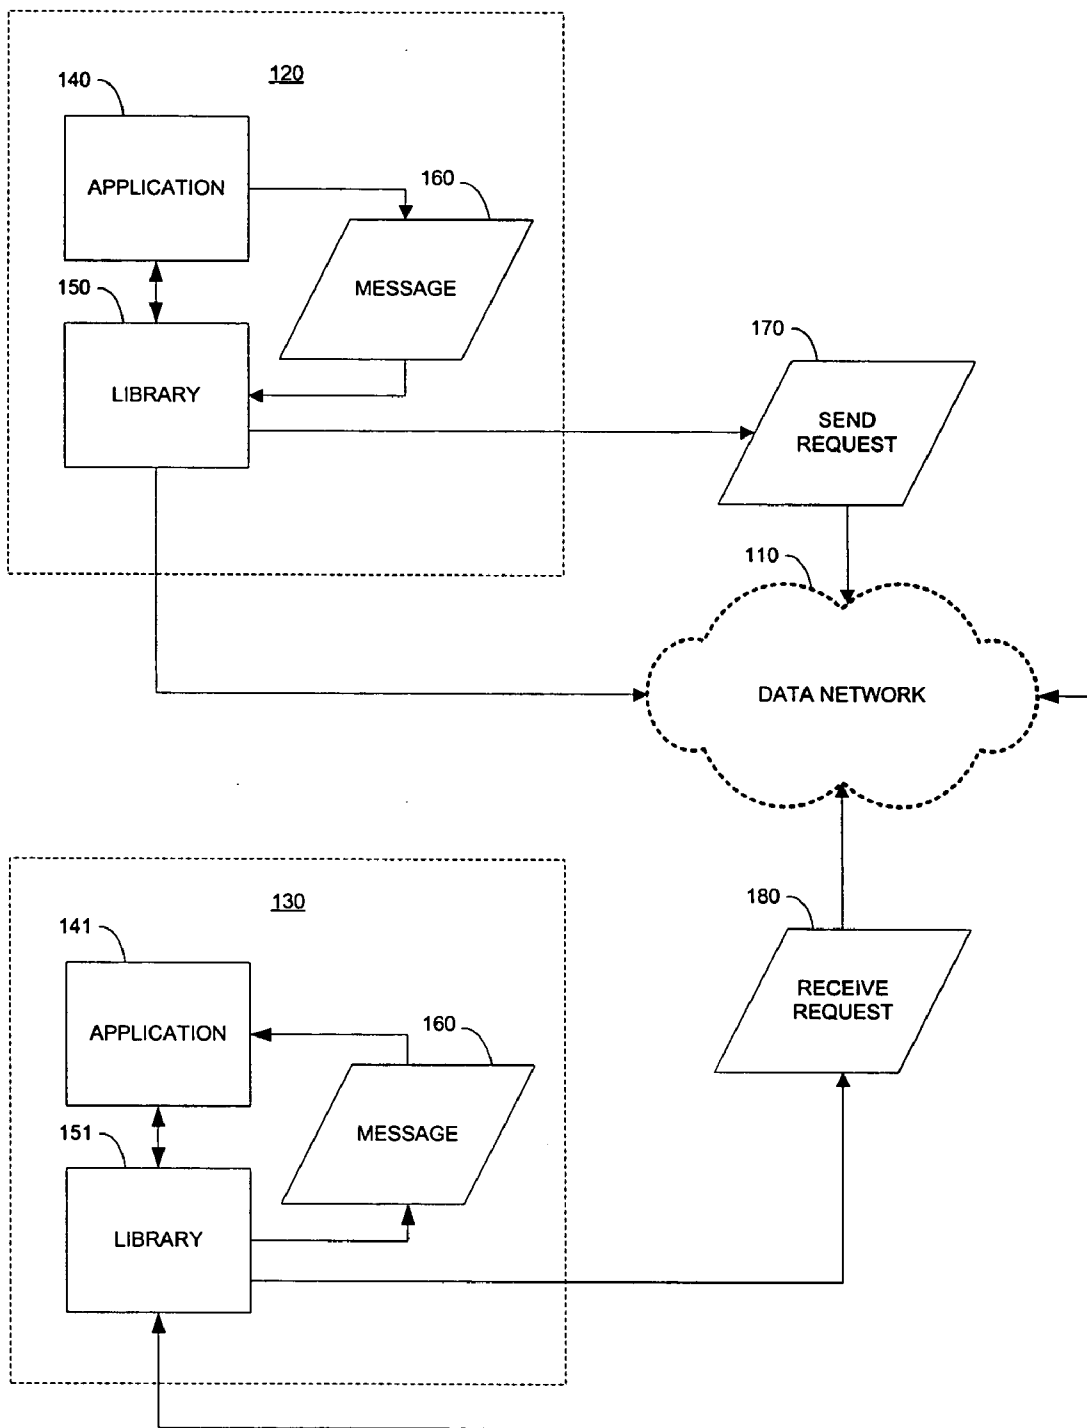 120
140
APPLICATION
160
MESSAGE
150
LIBRARY
170
SEND
REQUEST
110
DATA NETWORK
130
141
APPLICATION
160
MESSAGE
151
LIBRARY
180
RECEIVE
REQUEST